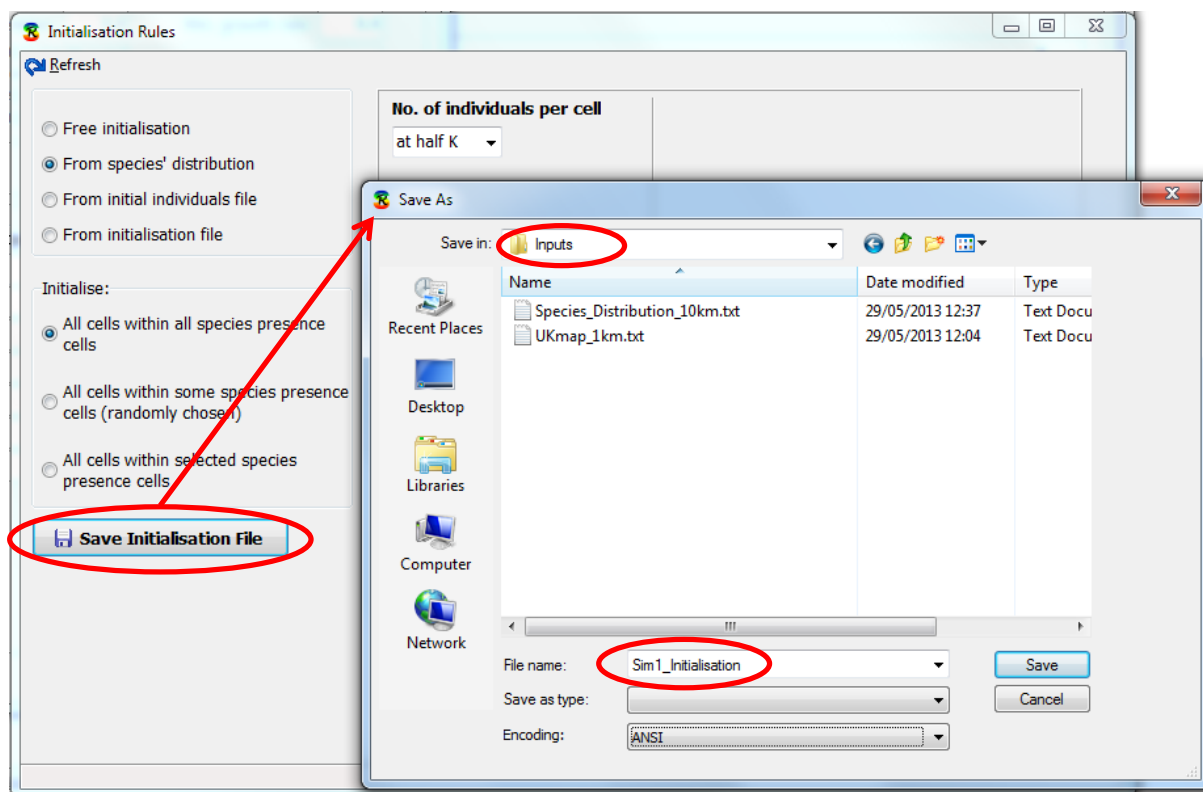 Initialisation Rules
Refresh
Free initialisation
From species' distribution
From initial individuals file
From initialisation file
No. of individuals per cell
at half K
Initialise:
All cells within all species presence
cells
All cells within some species presence
cells (randomly chosen)
All cells within selected species
presence cells
Save Initialisation File
Save As
Save in:
Inputs
Recent Places
Desktop
Libraries
Computer
Network
Name
Date modified
Type
Species_Distribution_10km.txt
29/05/2013 12:37
Text Docu
UKmap_1km.txt
29/05/2013 12:04
Text Docu
File name:
Sim1_Initialisation
Save
Save as type:
Cancel
Encoding:
ANSI